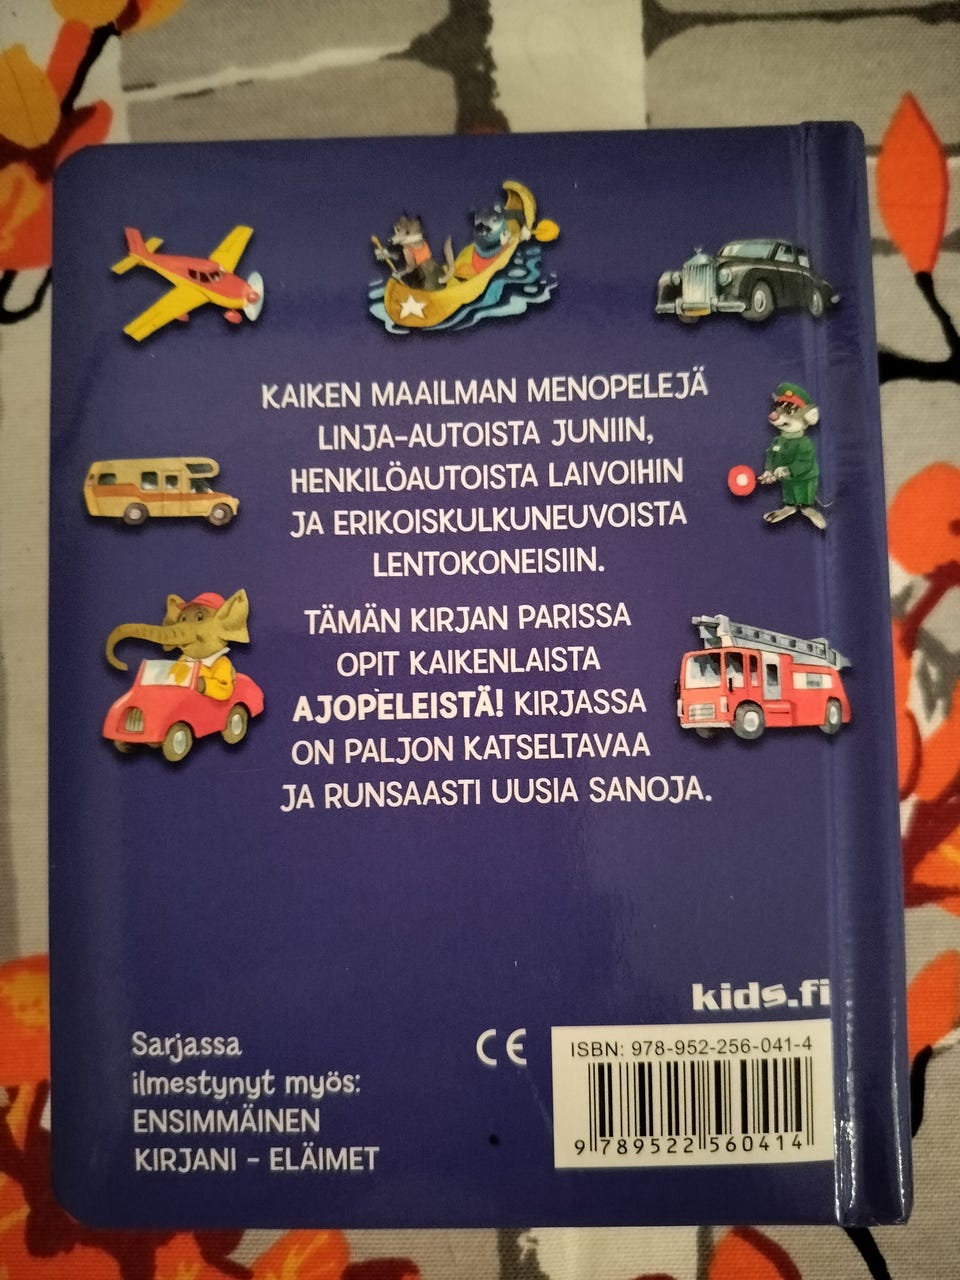 KAIKEN MAAILMAN MENOPELEJÄ
LINJA-AUTOISTA JUNIIN,
HENKILÖAUTOISTA LAIVOIHIN
JA ERIKOISKULKUNEUVOISTA
LENTOKONEISIIN.
TÄMÄN KIRJAN PARISSA
OPIT KAIKENLAISTA
AJOPELEISTÄ! KIRJASSA
ON PALJON KATSELTAVAA
JA RUNSAASTI UUSIA SANOJA.
kids.fi
Sarjassa
ilmestynyt myös:
ENSIMMÄINEN
KIRJANI - ELÄIMET
CE
ISBN: 978-952-256-041-4
9 789522 560414